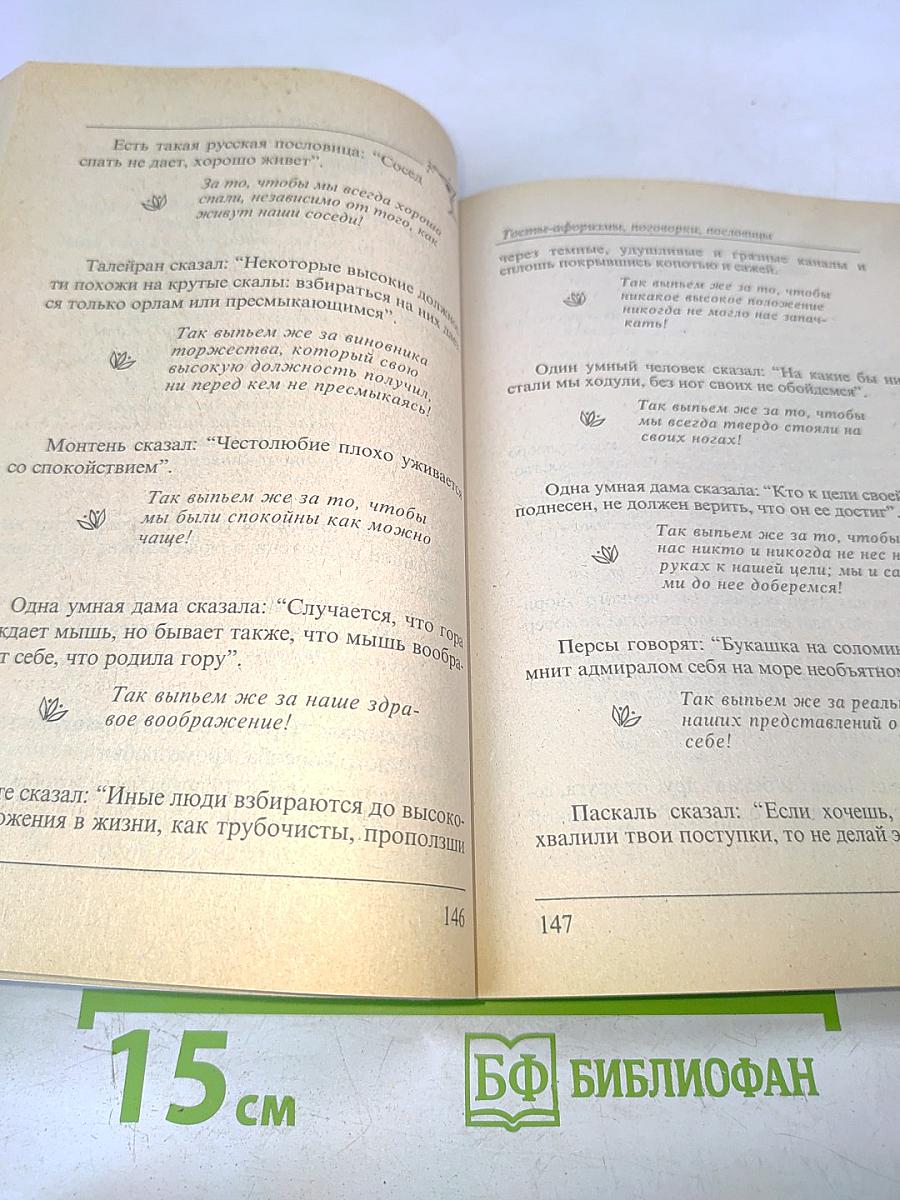 Есть такая русская пословица: “Сосед
спать не дает, хорошо живет”.
За то, чтобы мы всегда хорошо
спали, независимо от того, как
живут наши соседи!
Талейран сказал: “Некоторые высокие должнос
ти похожи на крутые скалы: взбираться на них
ся только орлам или пресмыкающимся”.
Так выпьем же за виновника
торжества, который свою
высокую должность получил,
ни перед кем не пресмыкаясь!
Монтень сказал: “Честолюбие плохо уживается
со спокойствием”.
Так выпьем же за то, чтобы
мы были спокойны как можно
чаще!
Одна умная дама сказала: “Случается, что гора
ждает мышь, но бывает также, что мышь вообра-
т себе, что родила гору”.
Так выпьем же за наше здра-
вое воображение!
те сказал: “Иные люди взбираются до высоко-
ожения в жизни, как трубочисты, проползши
146
Тосты-афоризмы, поговорки, пословицы
через темные, удушливые и грязные каналы и
сплошь покрывшись копотью и сажей.
Так выпьем же за то, чтобы
никакое высокое положение
никогда не могло нас запач-
кать!
Один умный человек сказал: “На какие бы ни
стали мы ходули, без ног своих не обойдемся”.
Так выпьем же за то, чтобы
мы всегда твердо стояли на
своих ногах!
Одна умная дама сказала: “Кто к цели своей
поднесен, не должен верить, что он ее достиг”.
Так выпьем же за то, чтобы
нас никто и никогда не нес н
руках к нашей цели; мы и са
ми до нее доберемся!
Персы говорят: “Букашка на соломин
мнит адмиралом себя на море необъятном
Так выпьем же за реаль
наших представлений о
себе!
Паскаль сказал: “Если хочешь,
хвалили твои поступки, то не делай э
147
15 см
БФ БИБЛИОФАН